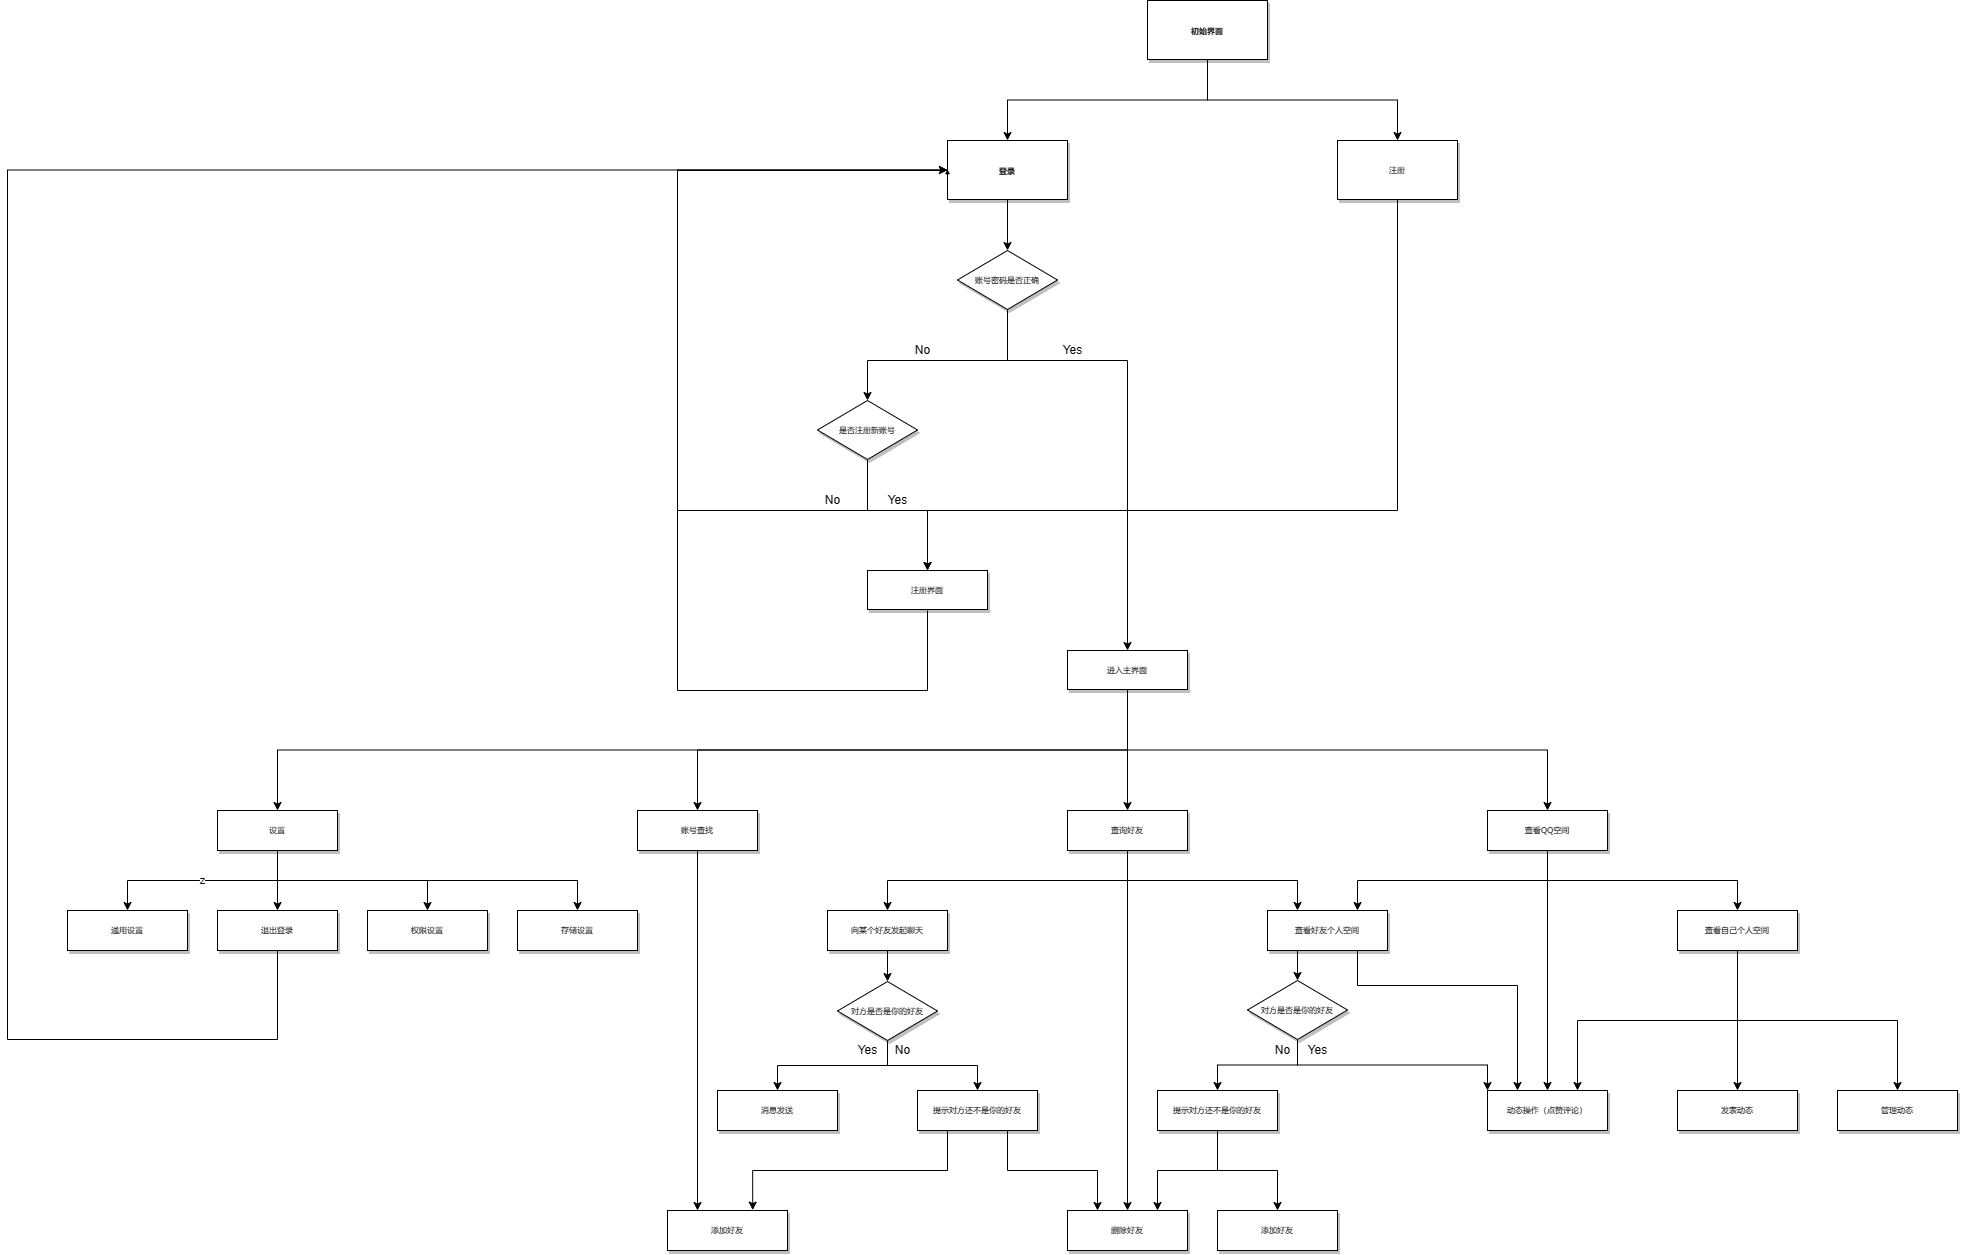 初始界面
登录
注册
账号密码是否正确
No
Yes
是否注册新账号
No
Yes
注册界面
进入主界面
设置
账号查找
查询好友
查看QQ空间
z
通用设置
退出登录
权限设置
存储设置
向某个好友发起聊天
查看好友个人空间
查看自己个人空间
对方是否是你的好友
对方是否是你的好友
Yes
No
No
Yes
消息发送
提示对方还不是你的好友
提示对方还不是你的好友
动态操作（点赞评论）
发表动态
管理动态
添加好友
删除好友
添加好友